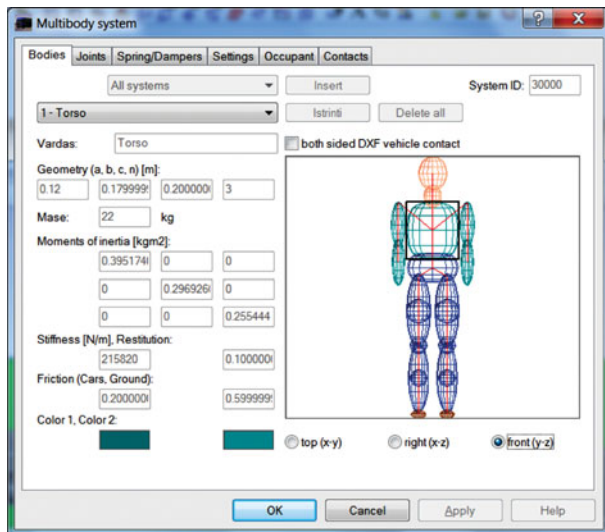 Multibody system
Bodies Joints Spring/Dampers Settings Occupant Contacts
All systems Insert System ID: 30000
1 - Torso Istrinti Delete all
Vardas: Torso both sided DXF vehicle contact
Geometry (a, b, c, n) [m]:
0.12 0.179999 0.200000 3
Mase: 22 kg
Moments of inertia [kgm2]:
0.395174 0 0
0 0.296926 0
0 0 0.255444
Stiffness [N/m], Restitution:
215820 0.100000
Friction (Cars, Ground):
0.200000 0.599999
Color 1, Color 2:
top (x-y) right (x-z) front (y-z)
OK Cancel Apply Help